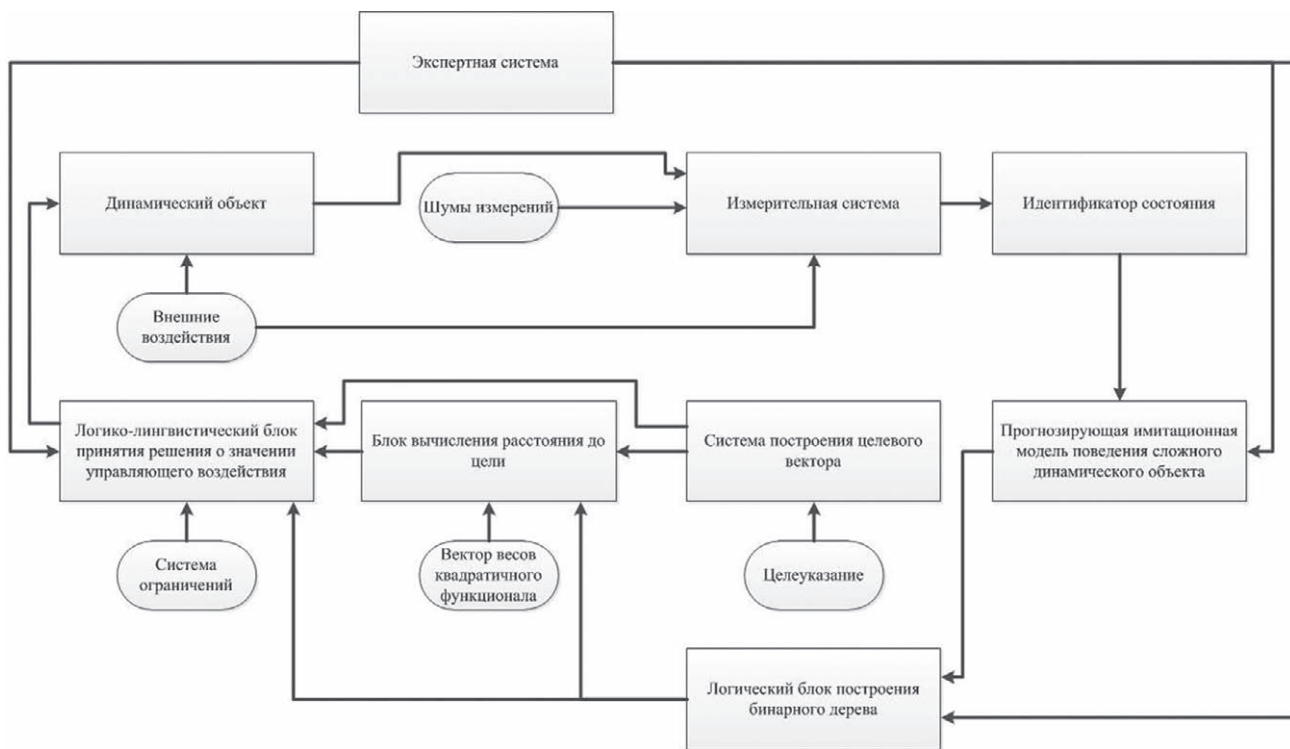 Экспертная система
Динамический объект
Шумы измерений
Измерительная система
Идентификатор состояния
Внешние
воздействия
Логико-лингвистический блок
принятия решения о значении
управляющего воздействия
Блок вычисления расстояния до
цели
Система построения целевого
вектора
Прогнозирующая имитационная
модель поведения сложного
динамического объекта
Система
ограничений
Вектор весов
квадратичного
функционала
Целеуказание
Логический блок построения
бинарного дерева